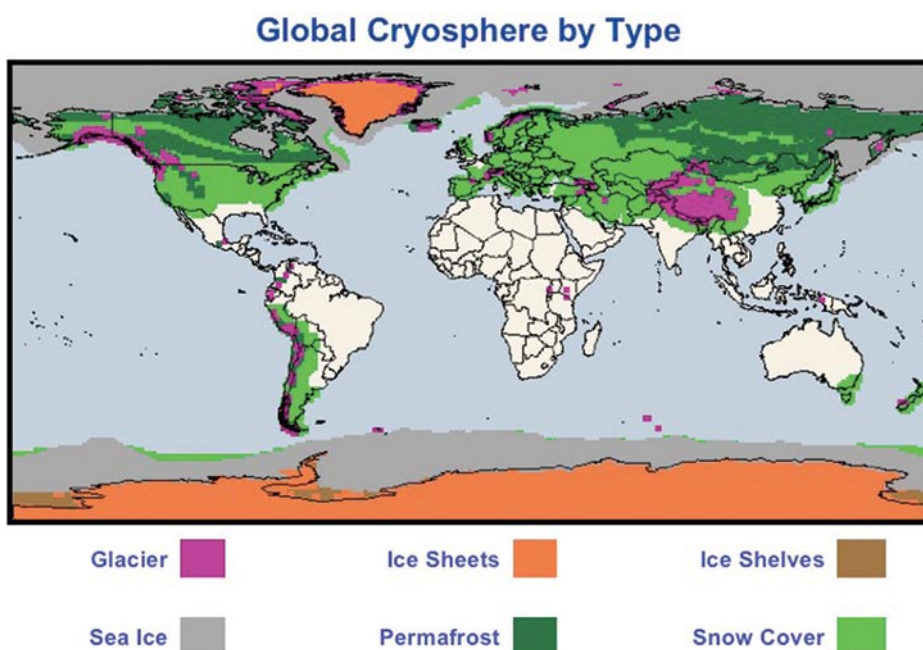 Global Cryosphere by Type
Glacier
Ice Sheets
Ice Shelves
Sea Ice
Permafrost
Snow Cover